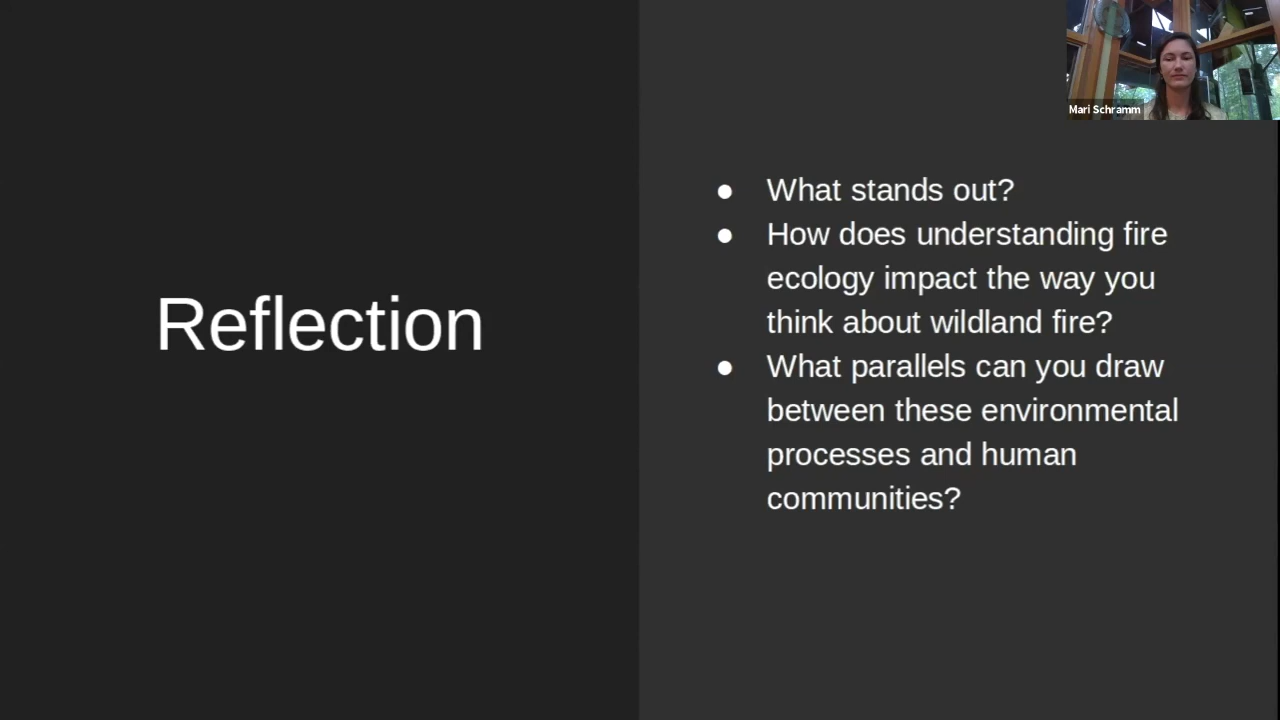 Mari Schramm
Reflection
● What stands out?
● How does understanding fire
ecology impact the way you
think about wildland fire?
● What parallels can you draw
between these environmental
processes and human
communities?